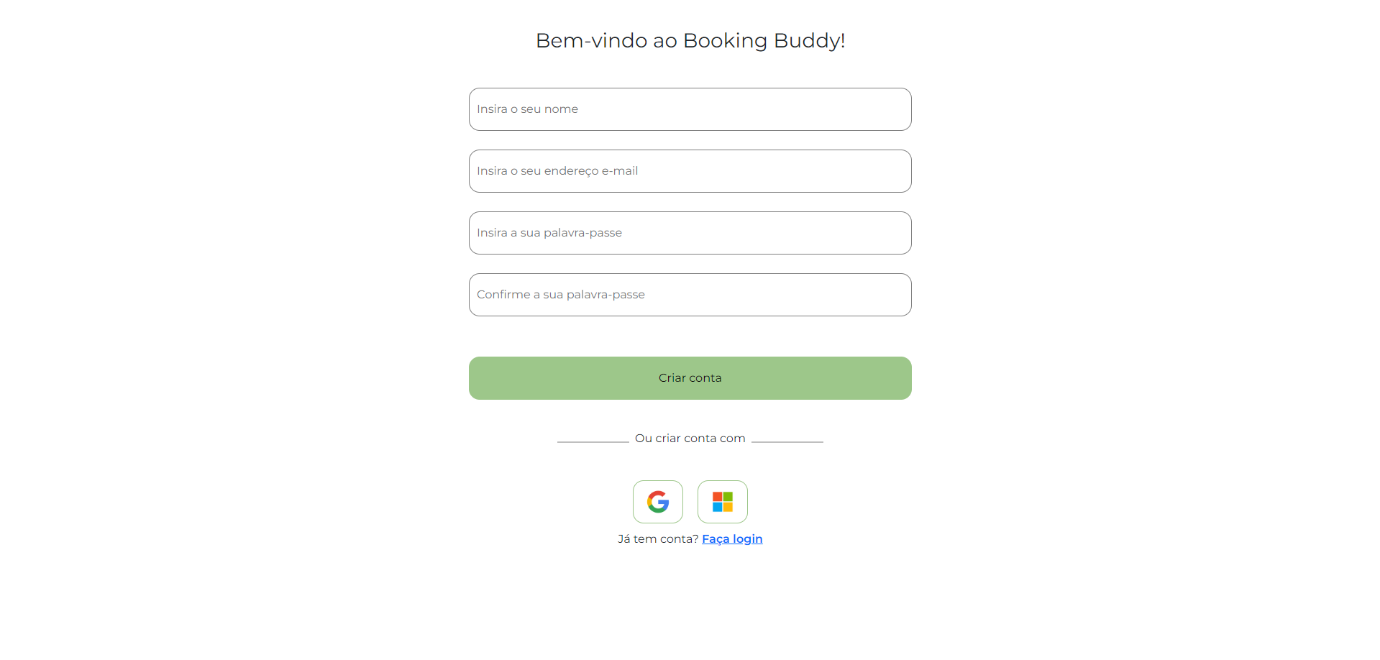 Bem-vindo ao Booking Buddy!
Insira o seu nome
Insira o seu endereço e-mail
Insira a sua palavra-passe
Confirme a sua palavra-passe
Criar conta
Ou criar conta com
Já tem conta? Faça login